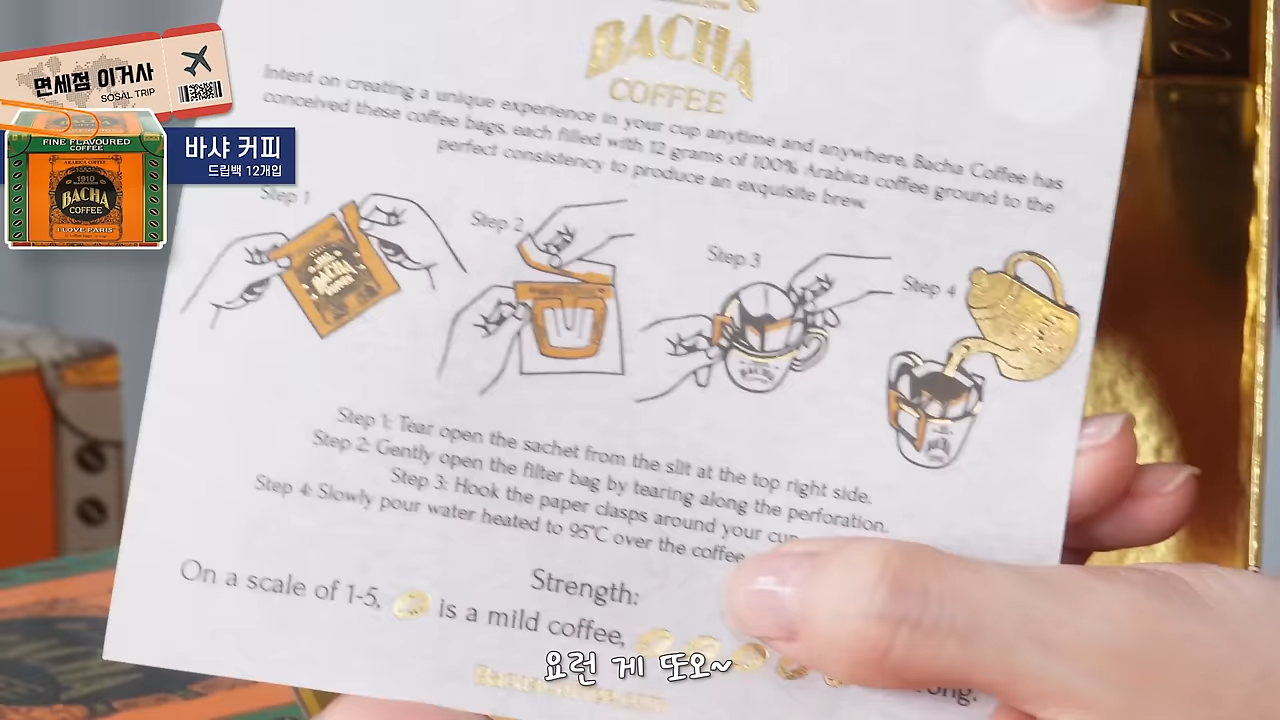 BACHA
COFFEE
면세점 이거사
SOSAL TRIP
FINE FLAVOURED
COFFEE
ARABICA COFFEE
1910
BACHA
COFFEE
I LOVE PARIS
바샤 커피
드립백 12개입
Intent on creating a unique experience in your cup anytime and anywhere, Bacha Coffee has
conceived these coffee bags, each filled with 12 grams of 100% Arabica coffee ground to the
perfect consistency to produce an exquisite brew.
Step 1
Step 2
Step 3
Step 4
BACHA
BACHA
Step 1: Tear open the sachet from the slit at the top right side.
Step 2: Gently open the filter bag by tearing along the perforation.
Step 3: Hook the paper clasps around your cup
Step 4: Slowly pour water heated to 95°C over the coffee
Strength:
On a scale of 1-5, is a mild coffee,
요런 게 또오~